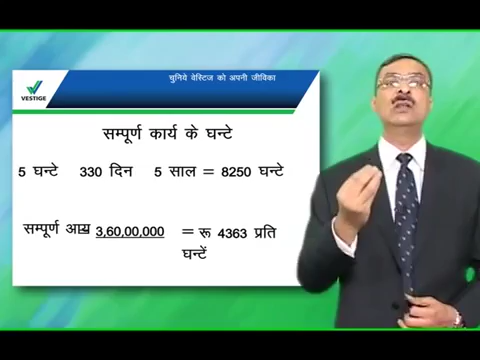 VESTIGE
चुनिये वेस्टिज को अपनी जीविका
सम्पूर्ण कार्य के घन्टे
5 घन्टे 330 दिन 5 साल = 8250 घन्टे
सम्पूर्ण आय 3,60,00,000 = रू 4363 प्रति
घन्टें